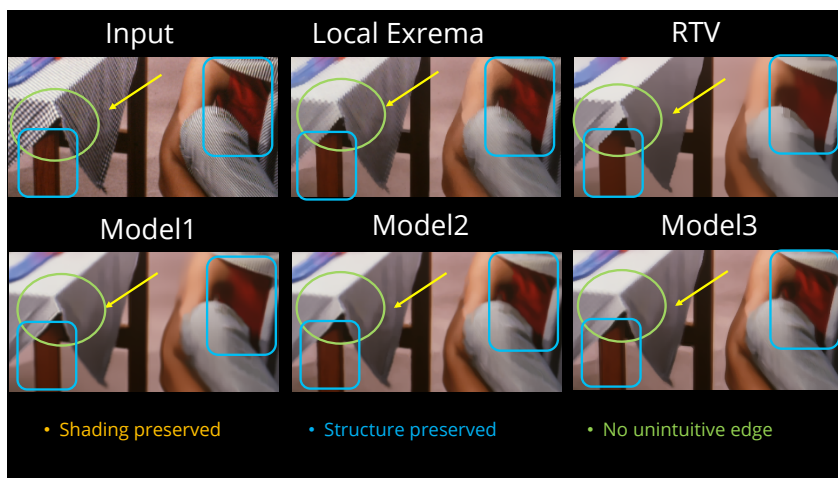 Input Local Exrema RTV
Model1 Model2 Model3
• Shading preserved • Structure preserved • No unintuitive edge